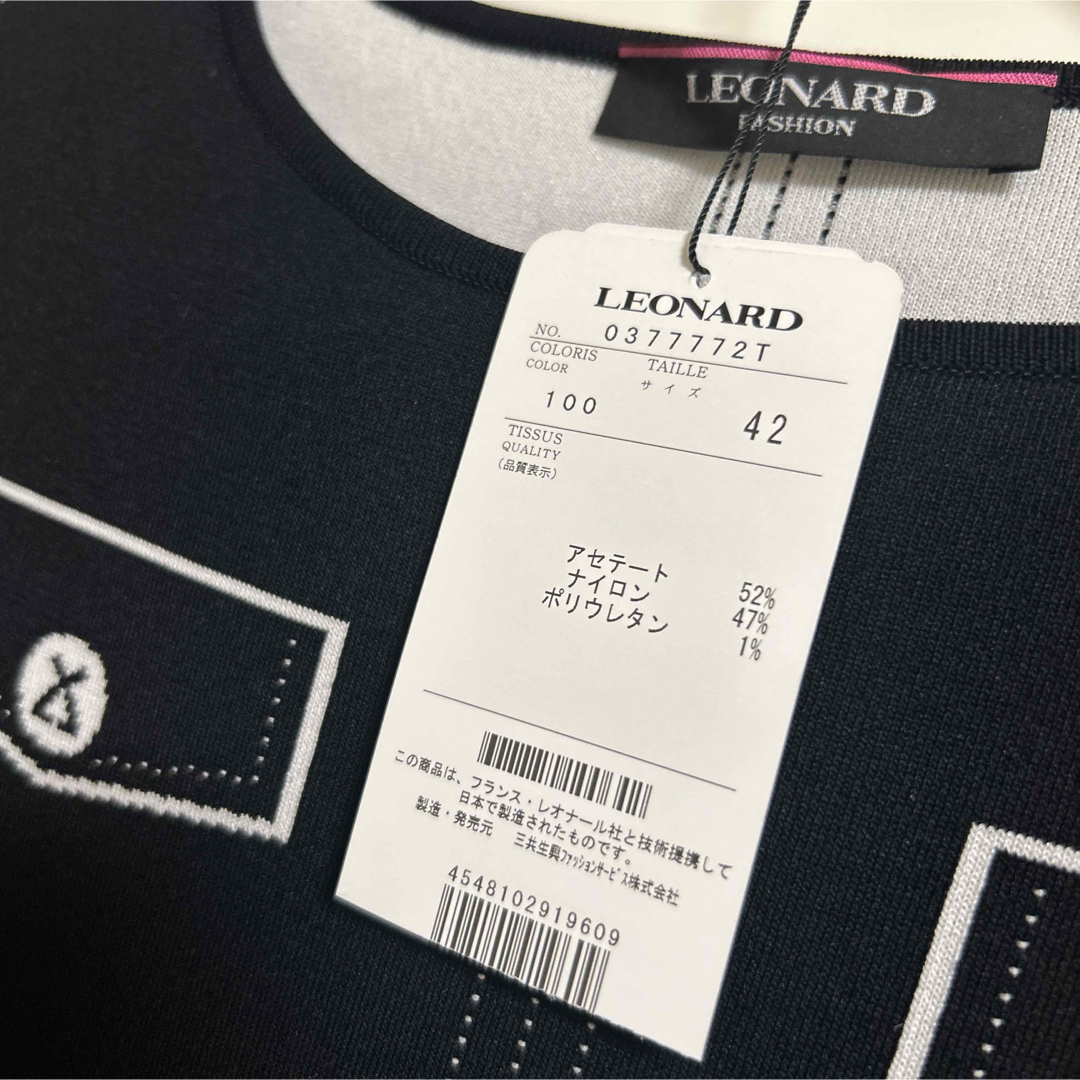 LEONARD
FASHION
LEONARD
NO. 0377772T
COLORIS TAILLE
COLOR サイズ
100 42
TISSUS
QUALITY
(品質表示)
アセテート 52%
ナイロン 47%
ポリウレタン 1%
この商品は、フランス・レオナール社と技術提携して
日本で製造されたものです。
製造・発売元 三共生興ファッションサービス株式会社
4548102919609